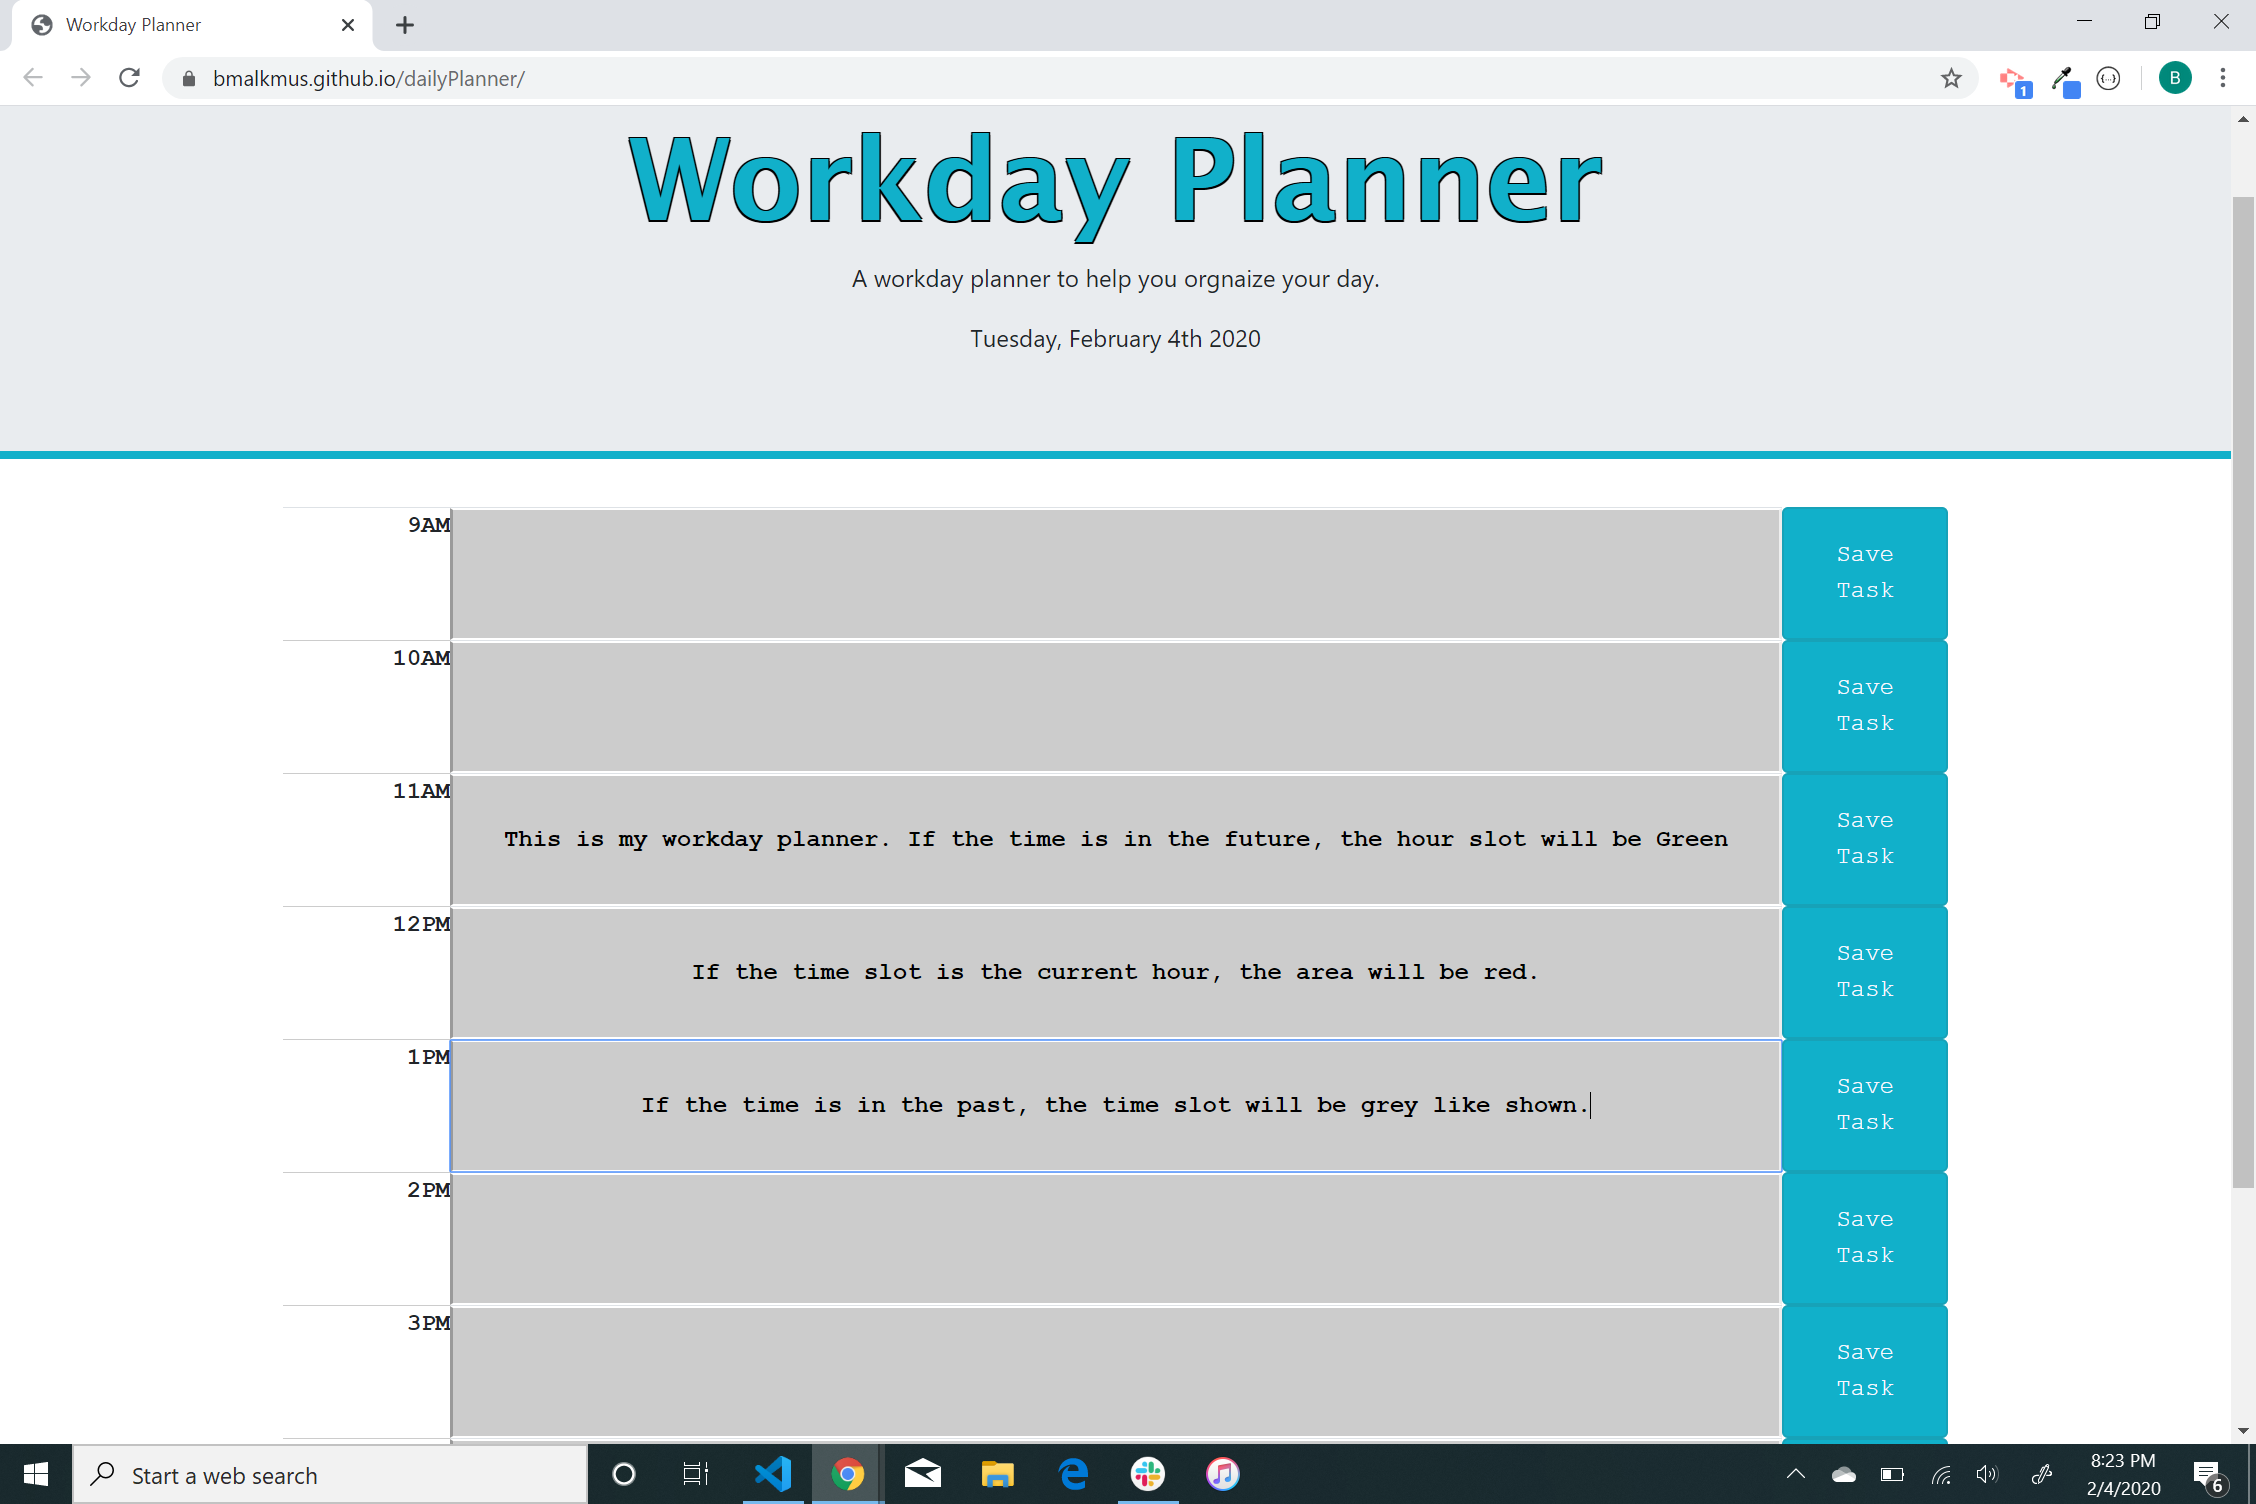 Workday Planner
bmalkmus.github.io/dailyPlanner/
1
B
Workday Planner
A workday planner to help you orgnaize your day.
Tuesday, February 4th 2020
9AM
Save
Task
10AM
Save
Task
11AM
This is my workday planner. If the time is in the future, the hour slot will be Green
Save
Task
12PM
If the time slot is the current hour, the area will be red.
Save
Task
1PM
If the time is in the past, the time slot will be grey like shown.
Save
Task
2PM
Save
Task
3PM
Save
Task
Start a web search
8:23 PM
2/4/2020
6